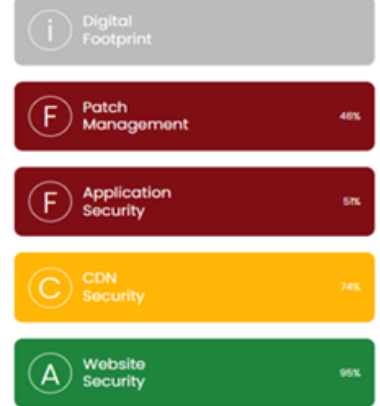 i
Digital
Footprint
F
Patch
Management
46%
F
Application
Security
51%
C
CDN
Security
74%
A
Website
Security
95%